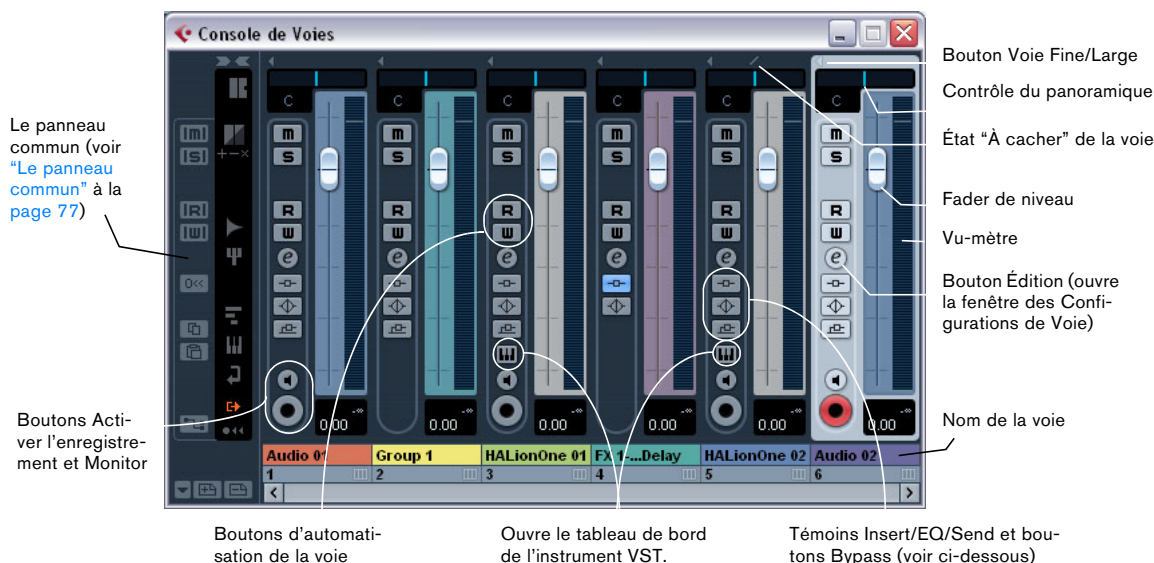 Console de Voies
Bouton Voie Fine/Large
Contrôle du panoramique
État “À cacher” de la voie
Fader de niveau
Vu-mètre
Bouton Édition (ouvre
la fenêtre des Confi-
gurations de Voie)
Nom de la voie
Le panneau
commun (voir
“Le panneau
commun” à la
page 77)
Boutons Acti-
ver l’enregistre-
ment et Monitor
C C C C C C
m m m m m m m
S S S S S S S
R R R R R R R
W W W W W W W
e e e e e e
0<<
-∞ -∞ -∞ -∞ -∞ -∞
0.00 0.00 0.00 0.00 0.00 0.00
Audio 01 Group 1 HALionOne 01 FX 1-...Delay HALionOne 02 Audio 02
1 2 3 4 5 6
Boutons d’automati-
sation de la voie
Ouvre le tableau de bord
de l’instrument VST.
Témoins Insert/EQ/Send et bou-
tons Bypass (voir ci-dessous)